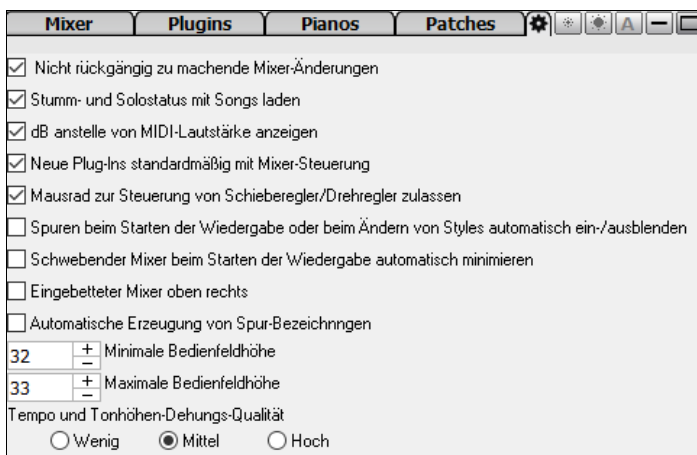 Mixer Plugins Pianos Patches A
Nicht rückgängig zu machende Mixer-Änderungen
Stumm- und Solostatus mit Songs laden
dB anstelle von MIDI-Lautstärke anzeigen
Neue Plug-Ins standardmäßig mit Mixer-Steuerung
Mausrad zur Steuerung von Schieberegler/Drehregler zulassen
Spuren beim Starten der Wiedergabe oder beim Ändern von Styles automatisch ein-/ausblenden
Schwebender Mixer beim Starten der Wiedergabe automatisch minimieren
Eingebetteter Mixer oben rechts
Automatische Erzeugung von Spur-Bezeichnngen
32 Minimale Bedienfeldhöhe
33 Maximale Bedienfeldhöhe
Tempo und Tonhöhen-Dehungs-Qualität
Wenig Mittel Hoch